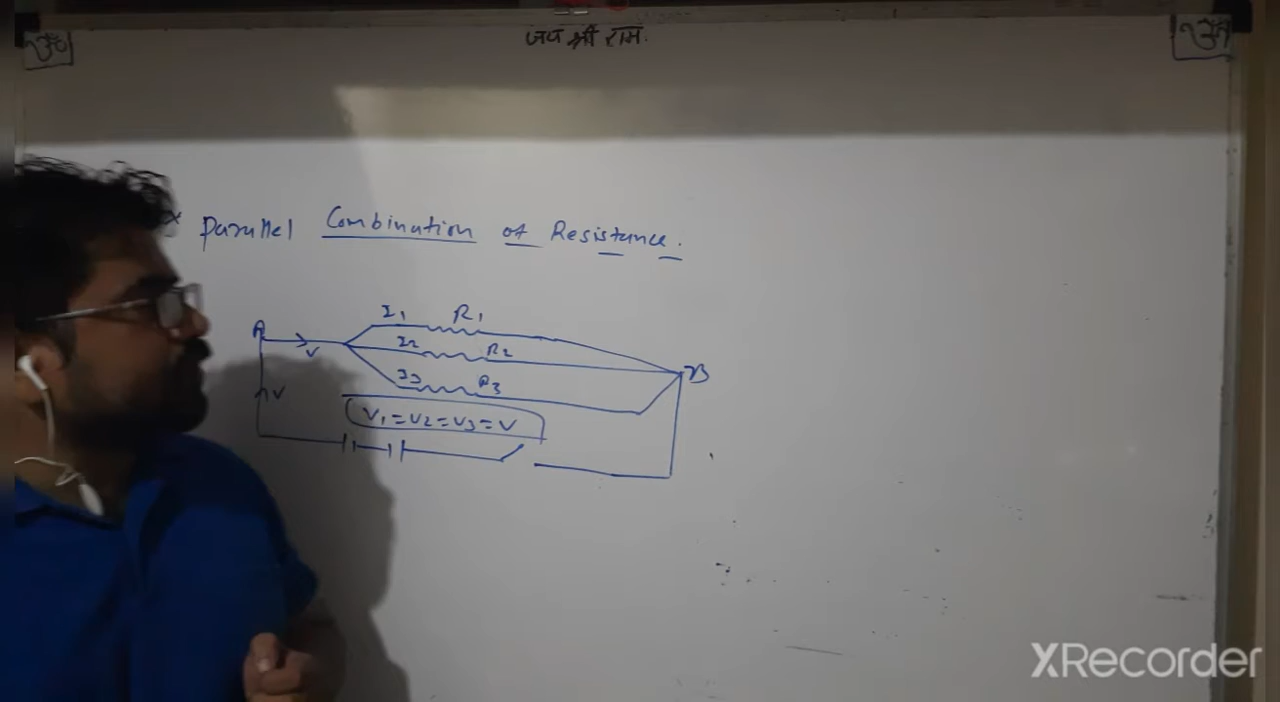 ॐ जय श्री राम. ॐ
* Parallel Combination of Resistance.
I1 R1
A I2 R2
V I3 R3 B
V
V1=V2=V3=V
XRecorder